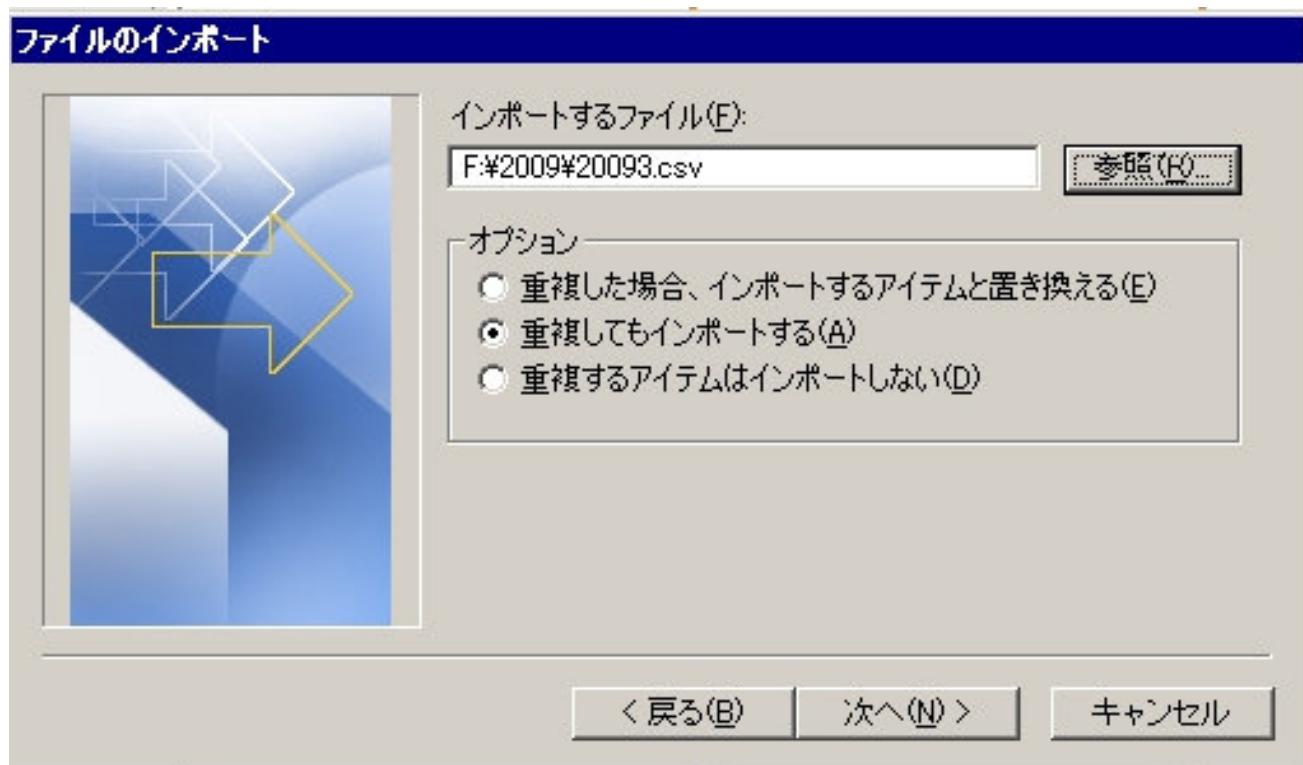 ファイルのインポート
インポートするファイル(F):
F:¥2009¥20093.csv
参照(R)...
オプション
重複した場合、インポートするアイテムと置き換える(E)
重複してもインポートする(A)
重複するアイテムはインポートしない(D)
< 戻る(B)
次へ(N) >
キャンセル